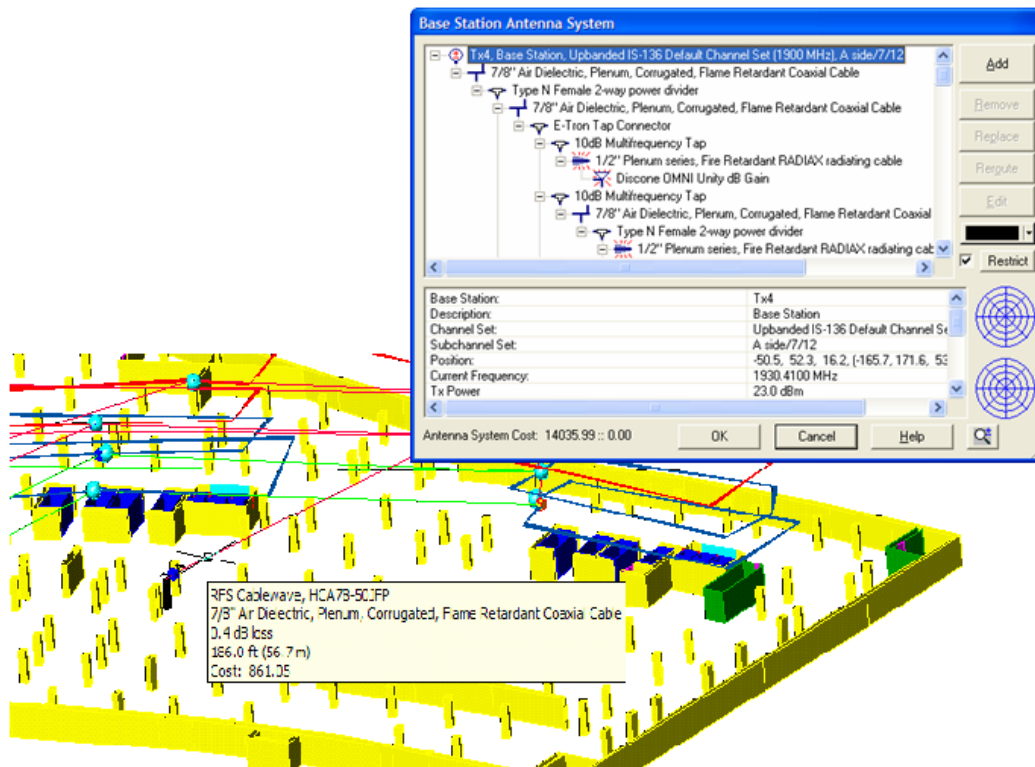 Base Station Antenna System
Tx4, Base Station, Upbanded IS-136 Default Channel Set (1900 MHz), A side/7/12
7/8" Air Dielectric, Plenum, Corrugated, Flame Retardant Coaxial Cable
Type N Female 2-way power divider
7/8" Air Dielectric, Plenum, Corrugated, Flame Retardant Coaxial Cable
E-Tron Tap Connector
10dB Multifrequency Tap
1/2" Plenum series, Fire Retardant RADIAX radiating cable
Discone OMNI Unity dB Gain
10dB Multifrequency Tap
7/8" Air Dielectric, Plenum, Corrugated, Flame Retardant Coaxial
Type N Female 2-way power divider
1/2" Plenum series, Fire Retardant RADIAX radiating cab
Add
Remove
Replace
Reroute
Edit
Restrict
Base Station: Tx4
Description: Base Station
Channel Set: Upbanded IS-136 Default Channel Se
Subchannel Set: A side/7/12
Position: -50.5, 52.3, 16.2, (-165.7, 171.6, 53
Current Frequency: 1930.4100 MHz
Tx Power 23.0 dBm
Antenna System Cost: 14035.99 :: 0.00
OK
Cancel
Help
RFS Cablewave,
7/8" Air Dielectric, Plenum, Corrugated, Flame Retardant Coaxial Cable
dB loss
186.0 ft (56.7 m)
Cost: 861.05